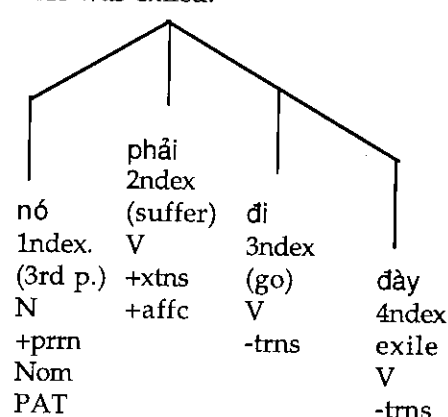 was exiled.
nó
1ndex.
(3rd p.)
N
+prrn
Nom
PAT
phải
2ndex
(suffer)
V
+xtns
+affc
đi
3ndex
(go)
V
-trns
đày
4ndex
exile
V
-trns